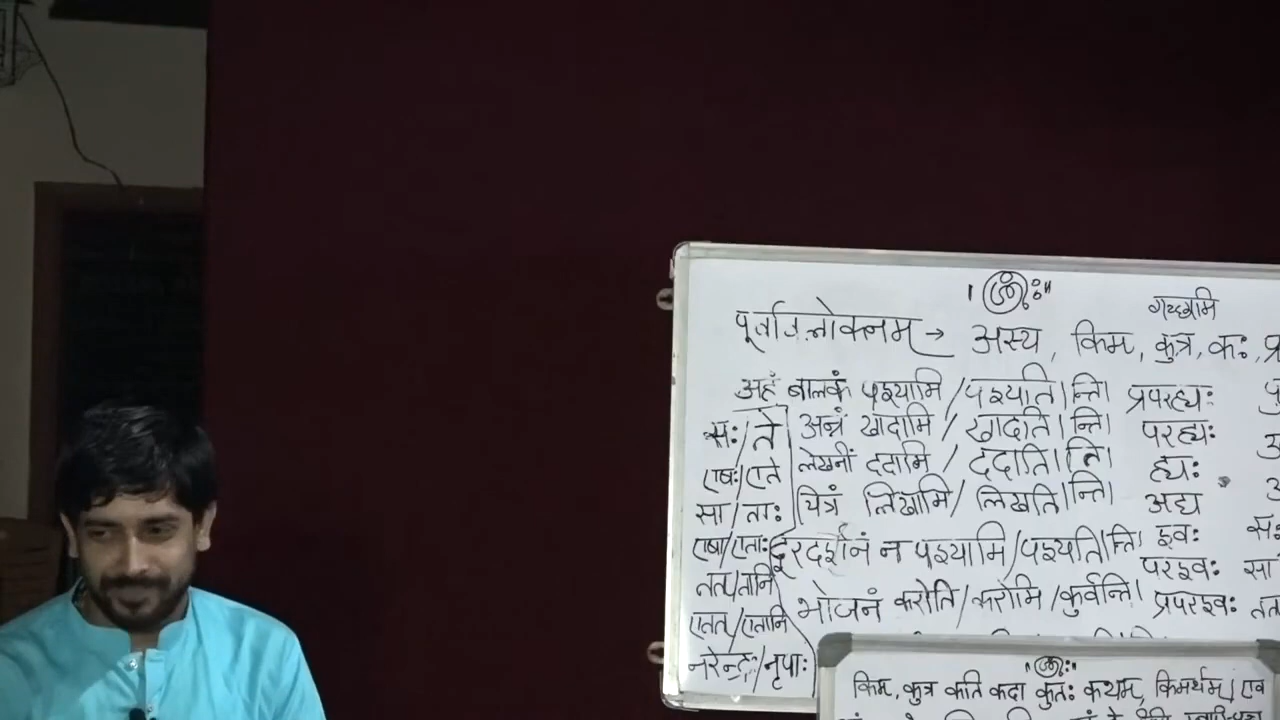 । ॐ ः॥
गच्छामि
पूर्वावलोकनम् → अस्य, किम्, कुत्र, कः, प्र
अहं बालकं पश्यामि / पश्यति । न्ति । प्रपरह्यः
सः / ते अन्नं खादामि / खादति । न्ति । परह्यः
एषः / एते लेखनीं ददामि / ददाति । ति । ह्यः
सा / ताः चित्रं लिखामि / लिखति । न्ति । अद्य
एषा / एताः दूरदर्शनं न पश्यामि / पश्यति । न्ति । श्वः सः
तत् / तानि परश्वः सा
एतत् / एतानि भोजनं करोति / करोमि / कुर्वन्ति । प्रपरश्वः तत
नरेन्द्रः / नृपाः
॥ॐ॥
किम्, कुत्र कति कदा कुतः कथम्, किमर्थम् । एव